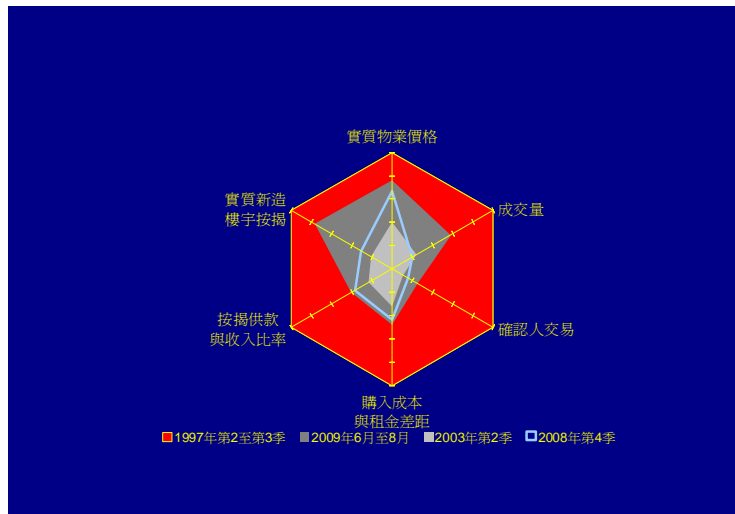 實質物業價格
實質新造
樓宇按揭
成交量
按揭供款
與收入比率
確認人交易
購入成本
與租金差距
1997年第2至第3季 2009年6月至8月 2003年第2季 2008年第4季